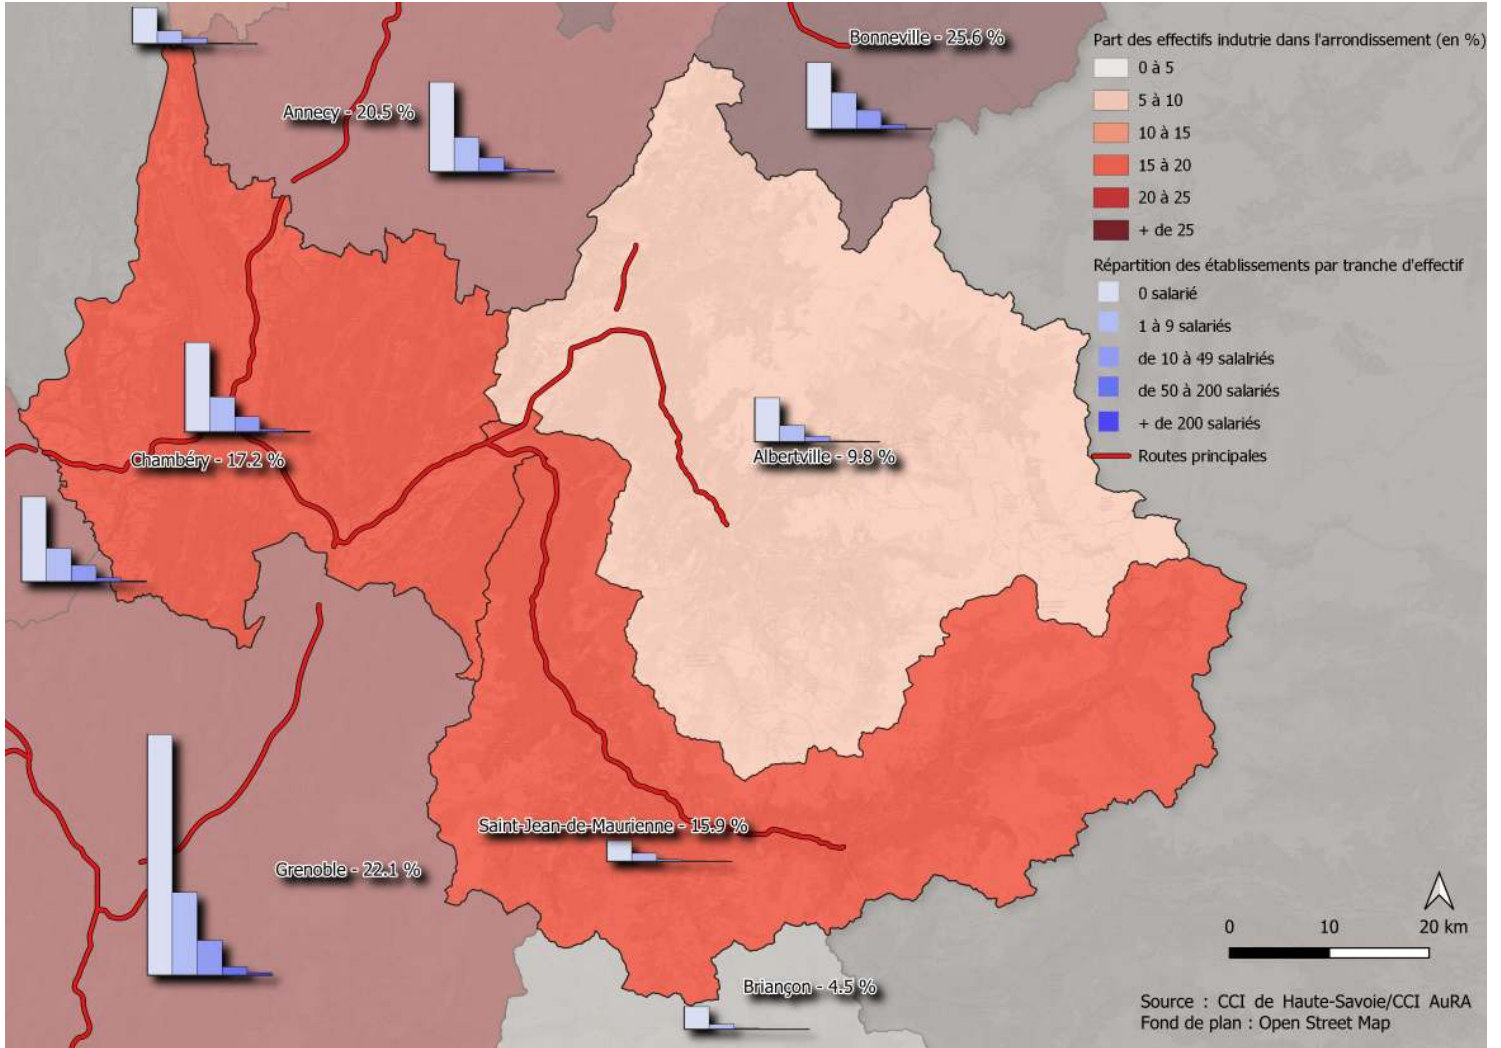 Bonneville - 25.6 %
Annecy - 20.5 %
Chambéry - 17.2 %
Albertville - 9.8 %
Saint-Jean-de-Maurienne - 15.9 %
Grenoble - 22.1 %
Briançon - 4.5 %
Part des effectifs indutrie dans l'arrondissement (en %)
0 à 5
5 à 10
10 à 15
15 à 20
20 à 25
+ de 25
Répartition des établissements par tranche d'effectif
0 salarié
1 à 9 salariés
de 10 à 49 salalriés
de 50 à 200 salariés
+ de 200 salariés
Routes principales
0 10 20 km
Source : CCI de Haute-Savoie/CCI AuRA
Fond de plan : Open Street Map